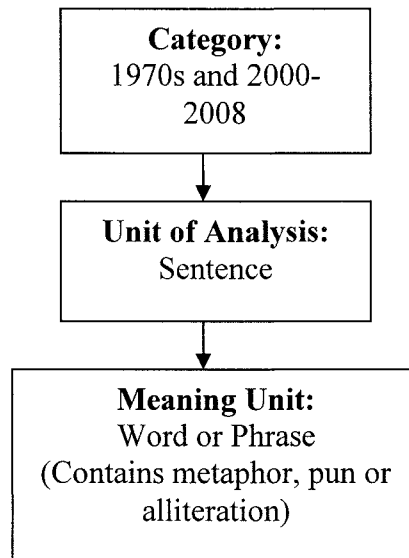 Category:
1970s and 2000-
2008
Unit of Analysis:
Sentence
Meaning Unit:
Word or Phrase
(Contains metaphor, pun or
alliteration)